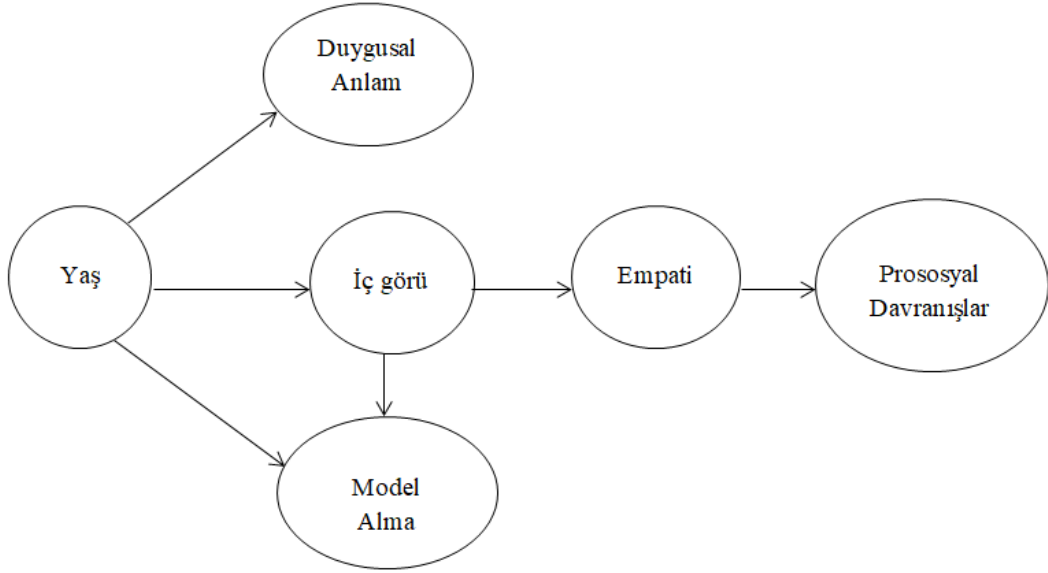 Duygusal
Anlam
Yaş
İç görü
Empati
Prososyal
Davranışlar
Model
Alma